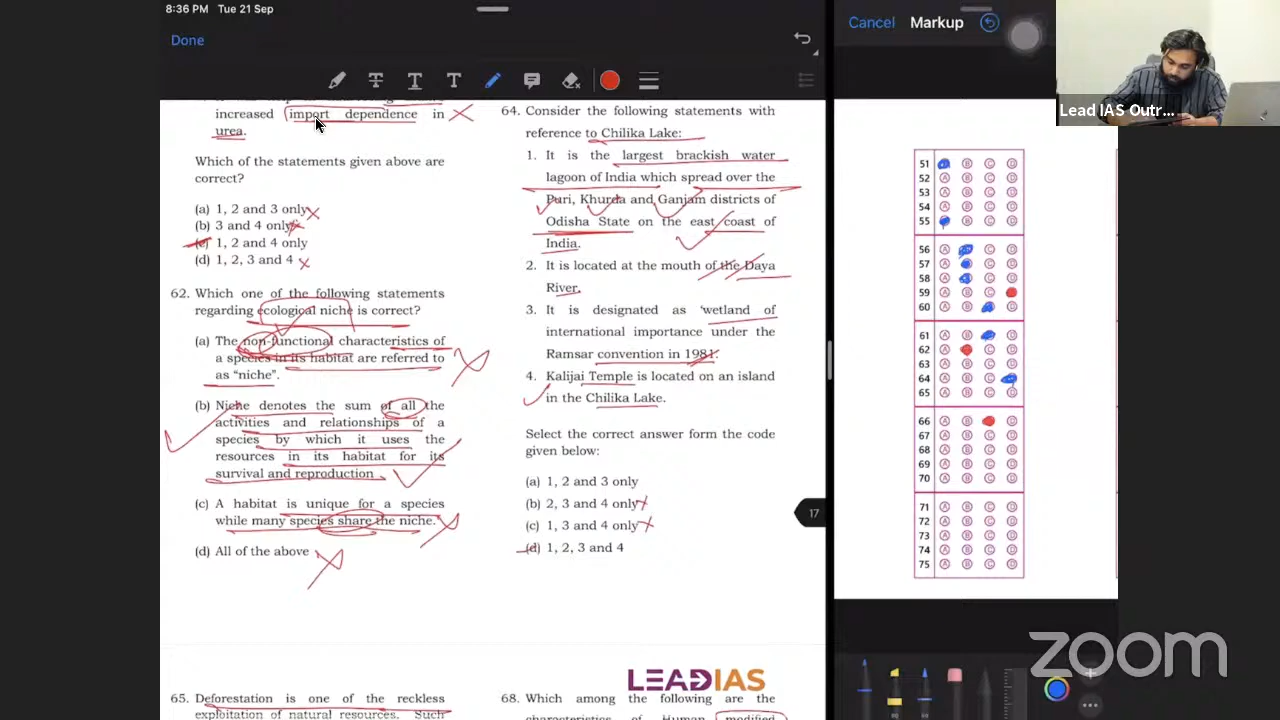 8:36 PM Tue 21 Sep
Done
increased import dependence in
urea.
Which of the statements given above are
correct?
(a) 1, 2 and 3 only
(b) 3 and 4 only
(c) 1, 2 and 4 only
(d) 1, 2, 3 and 4
62. Which one of the following statements
regarding ecological niche is correct?
(a) The non-functional characteristics of
a species in its habitat are referred to
as “niche”.
(b) Niche denotes the sum of all the
activities and relationships of a
species by which it uses the
resources in its habitat for its
survival and reproduction.
(c) A habitat is unique for a species
while many species share the niche.
(d) All of the above
65. Deforestation is one of the reckless
exploitation of natural resources. Such
64. Consider the following statements with
reference to Chilika Lake:
1. It is the largest brackish water
lagoon of India which spread over the
Puri, Khurda and Ganjam districts of
Odisha State on the east coast of
India.
2. It is located at the mouth of the Daya
River.
3. It is designated as ‘wetland of
international importance under the
Ramsar convention in 1981.
4. Kalijai Temple is located on an island
in the Chilika Lake.
Select the correct answer form the code
given below:
(a) 1, 2 and 3 only
(b) 2, 3 and 4 only
(c) 1, 3 and 4 only
(d) 1, 2, 3 and 4
17
LEADIAS
68. Which among the following are the
characteristics of Human modified
Cancel Markup
Lead IAS Outr...
51 A B C D
52 A B C D
53 A B C D
54 A B C D
55 A B C D
56 A B C D
57 A B C D
58 A B C D
59 A B C D
60 A B C D
61 A B C D
62 A B C D
63 A B C D
64 A B C D
65 A B C D
66 A B C D
67 A B C D
68 A B C D
69 A B C D
70 A B C D
71 A B C D
72 A B C D
73 A B C D
74 A B C D
75 A B C D
zoom